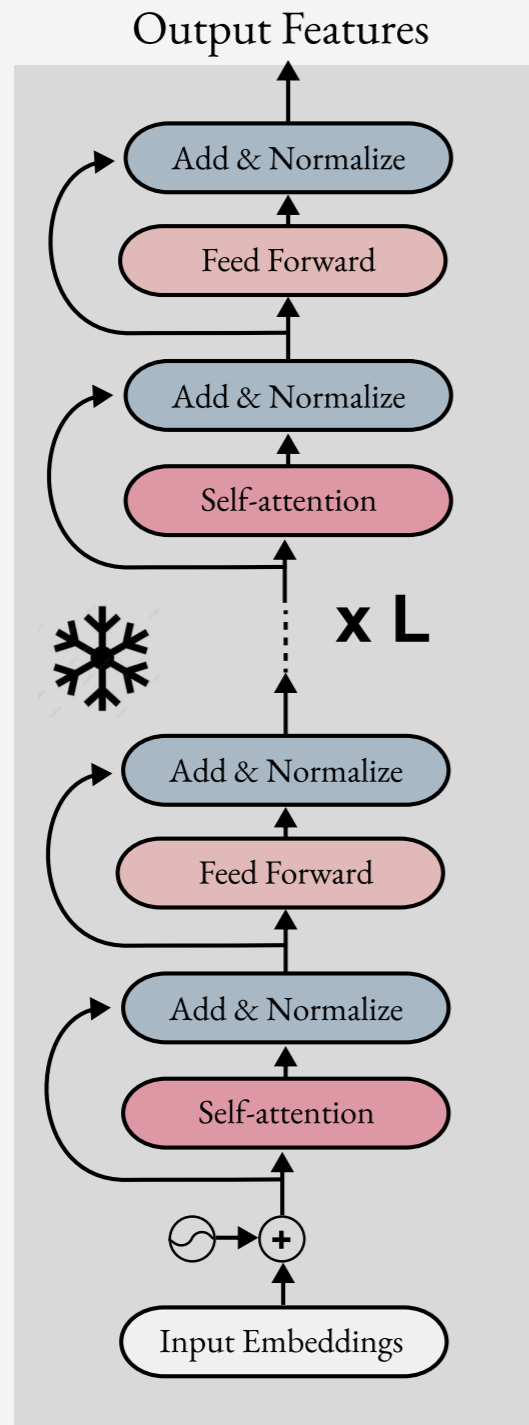 Output Features
Add & Normalize
Feed Forward
Add & Normalize
Self-attention
x L
Add & Normalize
Feed Forward
Add & Normalize
Self-attention
+
Input Embeddings